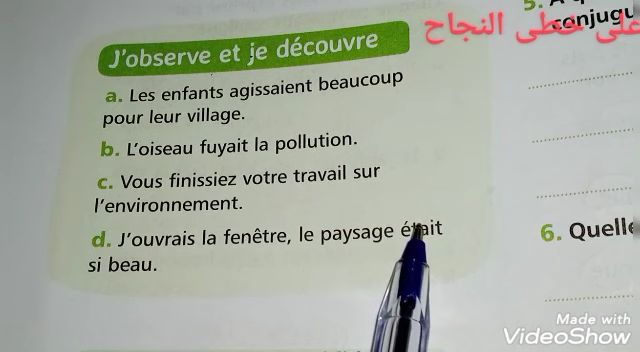 J'observe et je découvre
a. Les enfants agissaient beaucoup
pour leur village.
b. L'oiseau fuyait la pollution.
c. Vous finissiez votre travail sur
l'environnement.
d. J'ouvrais la fenêtre, le paysage était
si beau.
5.
على خطى النجاح
6. Quelle
Made with
VideoShow